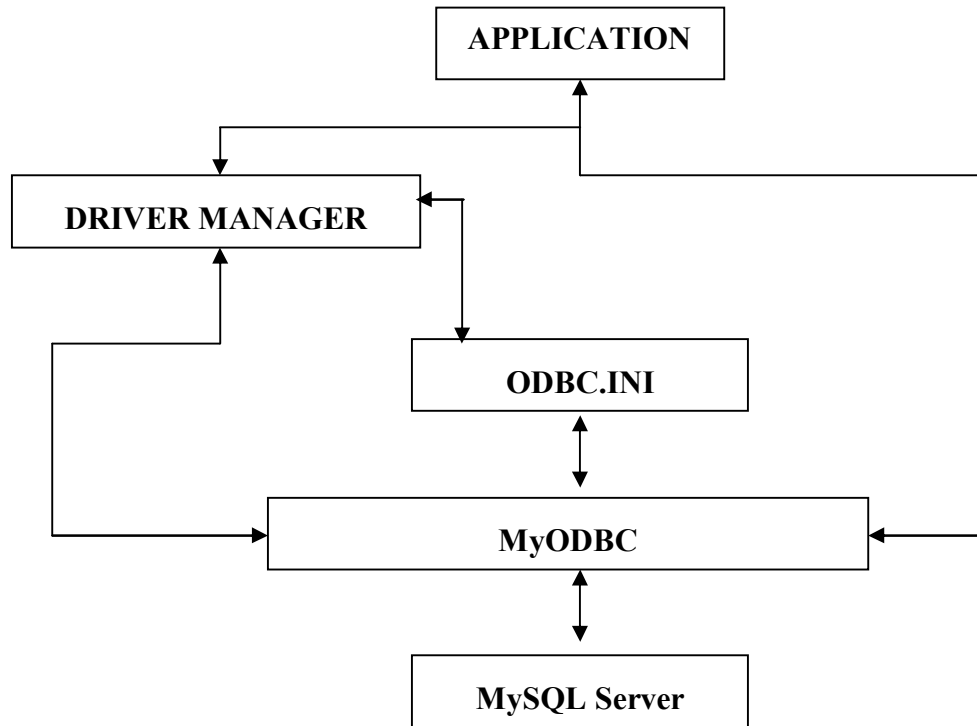 APPLICATION
DRIVER MANAGER
ODBC.INI
MyODBC
MySQL Server